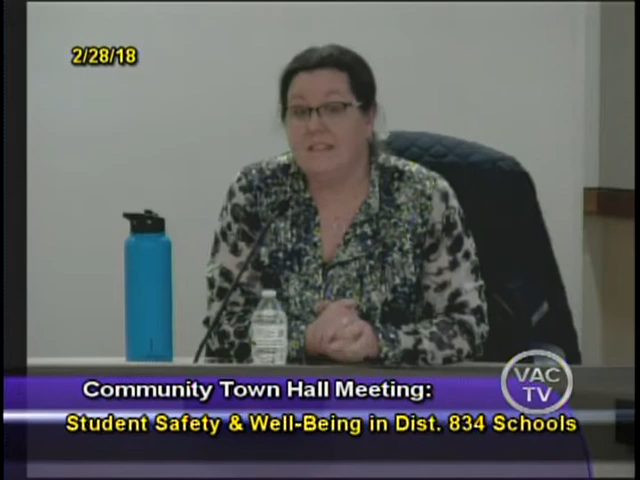 2/28/18
Community Town Hall Meeting:
VAC
TV
Student Safety & Well-Being in Dist. 834 Schools